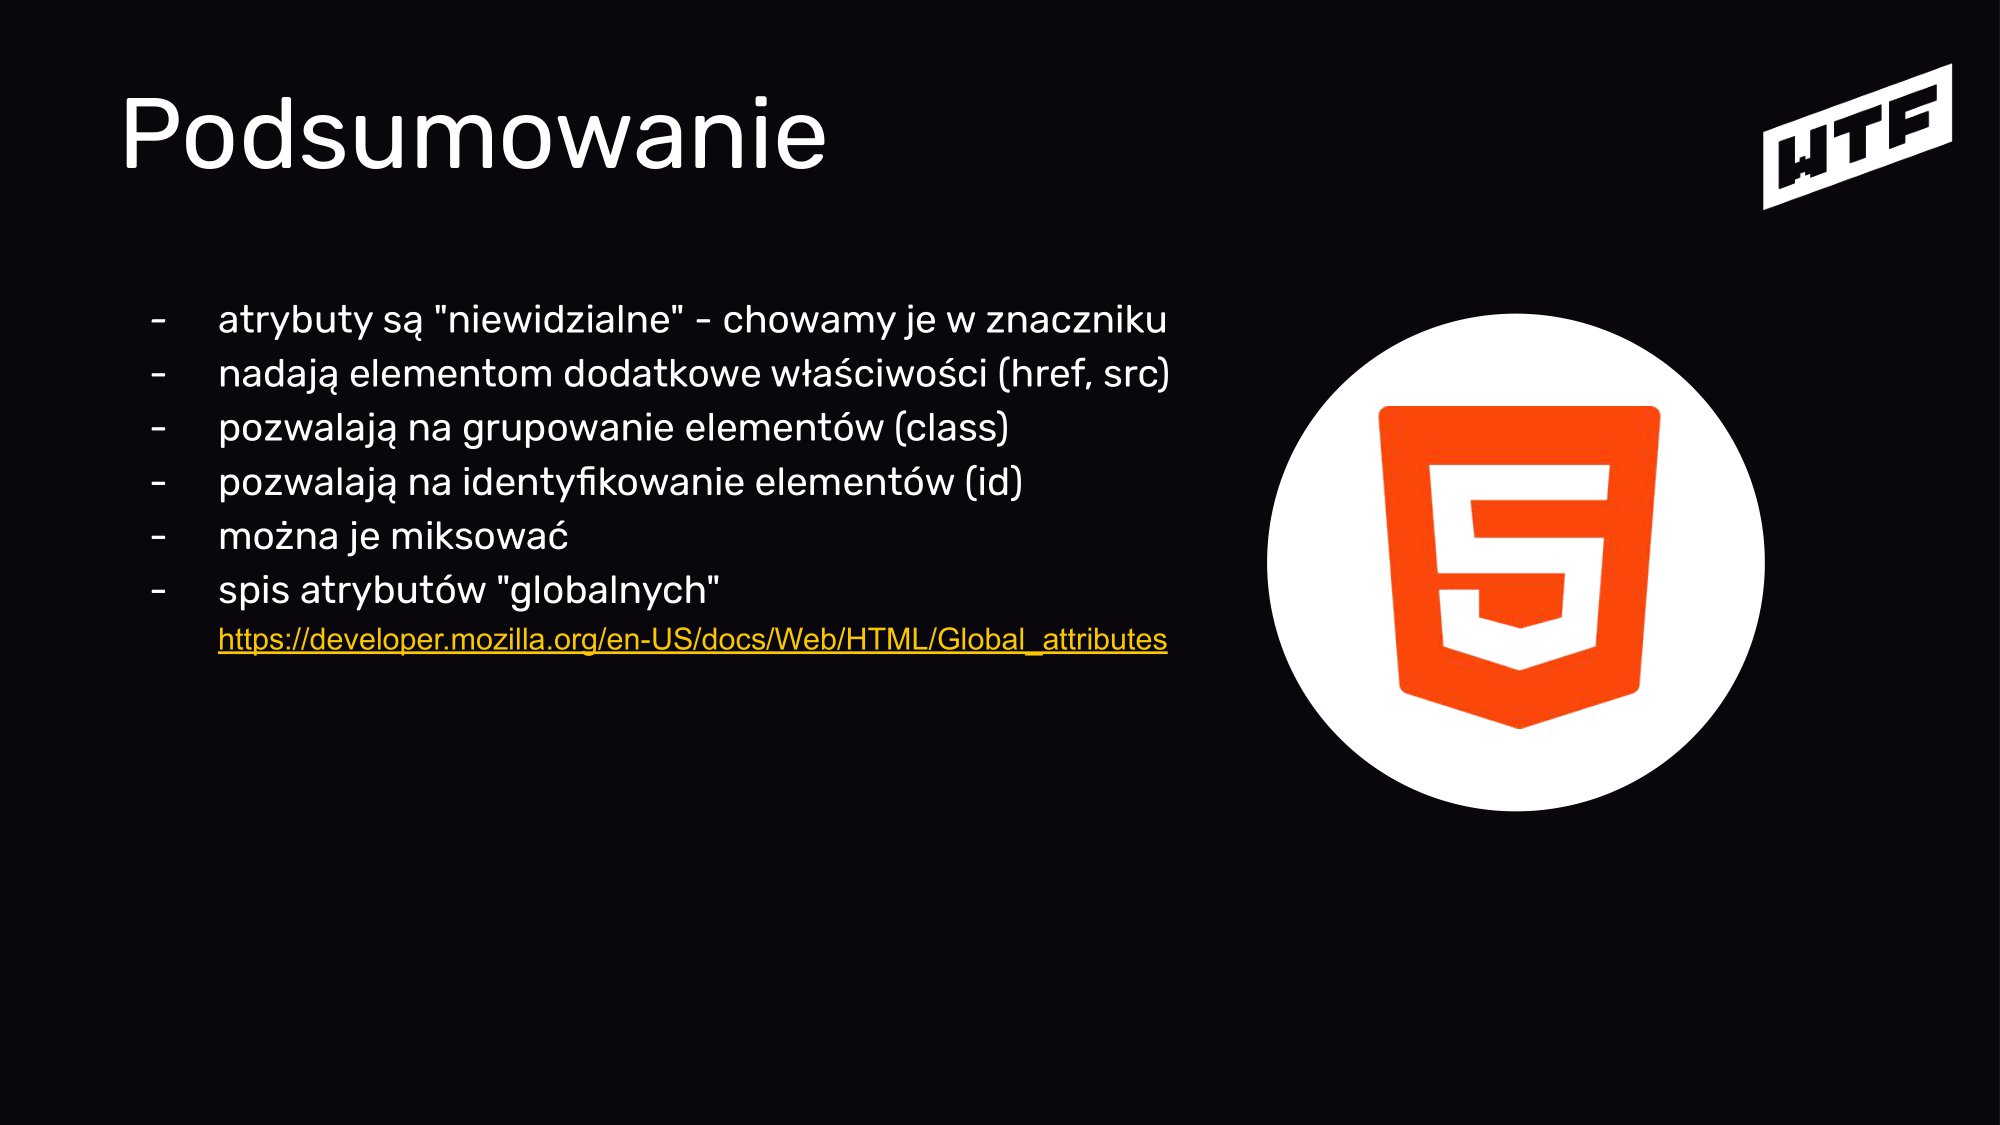 Podsumowanie
WTF
- atrybuty są "niewidzialne" - chowamy je w znaczniku
- nadają elementom dodatkowe właściwości (href, src)
- pozwalają na grupowanie elementów (class)
- pozwalają na identyfikowanie elementów (id)
- można je miksować
- spis atrybutów "globalnych"
https://developer.mozilla.org/en-US/docs/Web/HTML/Global_attributes
5